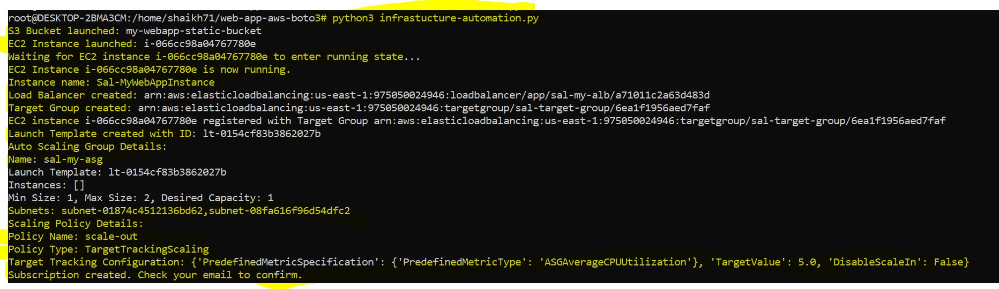 root@DESKTOP-2BMA3CM:/home/shaikh71/web-app-aws-boto3# python3 infrastucture-automation.py
S3 Bucket launched: my-webapp-static-bucket
EC2 Instance launched: i-066cc98a04767780e
Waiting for EC2 instance i-066cc98a04767780e to enter running state...
EC2 Instance i-066cc98a04767780e is now running.
Instance name: Sal-MyWebAppInstance
Load Balancer created: arn:aws:elasticloadbalancing:us-east-1:975050024946:loadbalancer/app/sal-my-alb/a71011c2a63d483d
Target Group created: arn:aws:elasticloadbalancing:us-east-1:975050024946:targetgroup/sal-target-group/6ea1f1956aed7faf
EC2 instance i-066cc98a04767780e registered with Target Group arn:aws:elasticloadbalancing:us-east-1:975050024946:targetgroup/sal-target-group/6ea1f1956aed7faf
Launch Template created with ID: lt-0154cf83b3862027b
Auto Scaling Group Details:
Name: sal-my-asg
Launch Template: lt-0154cf83b3862027b
Instances: []
Min Size: 1, Max Size: 2, Desired Capacity: 1
Subnets: subnet-01874c4512136bd62,subnet-08fa616f96d54dfc2
Scaling Policy Details:
Policy Name: scale-out
Policy Type: TargetTrackingScaling
Target Tracking Configuration: {'PredefinedMetricSpecification': {'PredefinedMetricType': 'ASGAverageCPUUtilization'}, 'TargetValue': 5.0, 'DisableScaleIn': False}
Subscription created. Check your email to confirm.